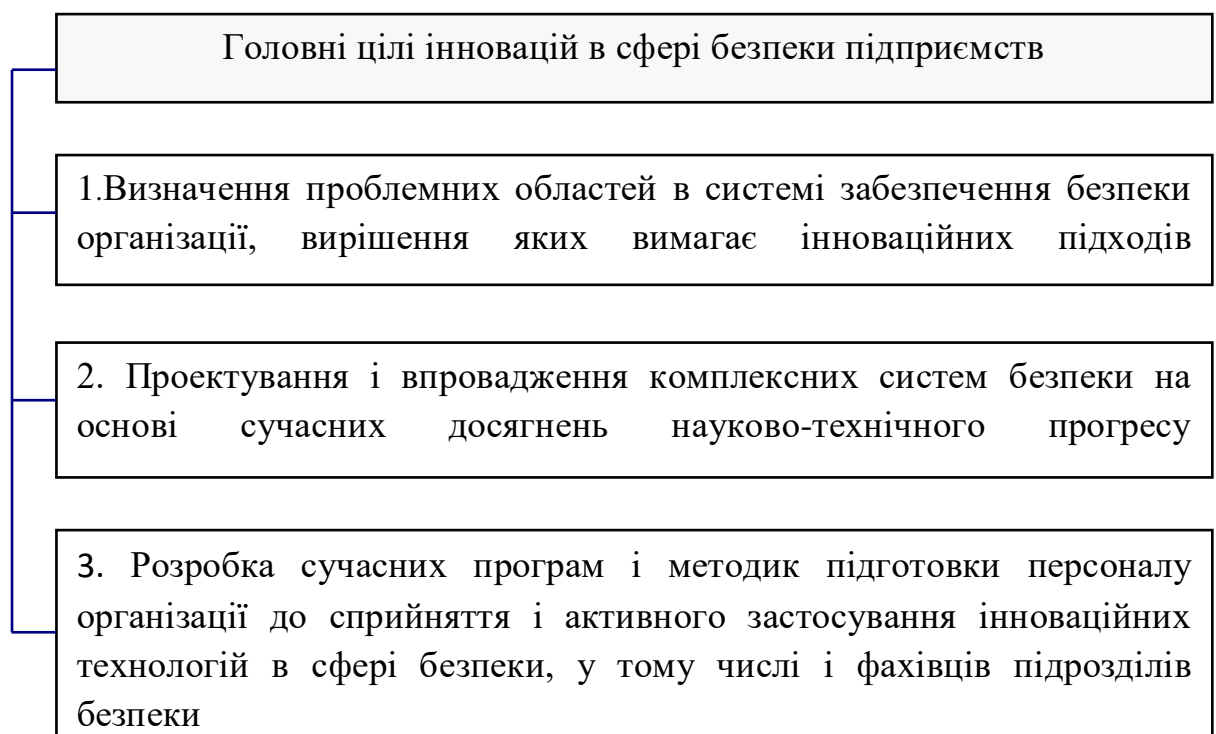 Головні цілі інновацій в сфері безпеки підприємств
1.Визначення проблемних областей в системі забезпечення безпеки
організації, вирішення яких вимагає інноваційних підходів
2. Проектування і впровадження комплексних систем безпеки на
основі сучасних досягнень науково-технічного прогресу
3. Розробка сучасних програм і методик підготовки персоналу
організації до сприйняття і активного застосування інноваційних
технологій в сфері безпеки, у тому числі і фахівців підрозділів
безпеки